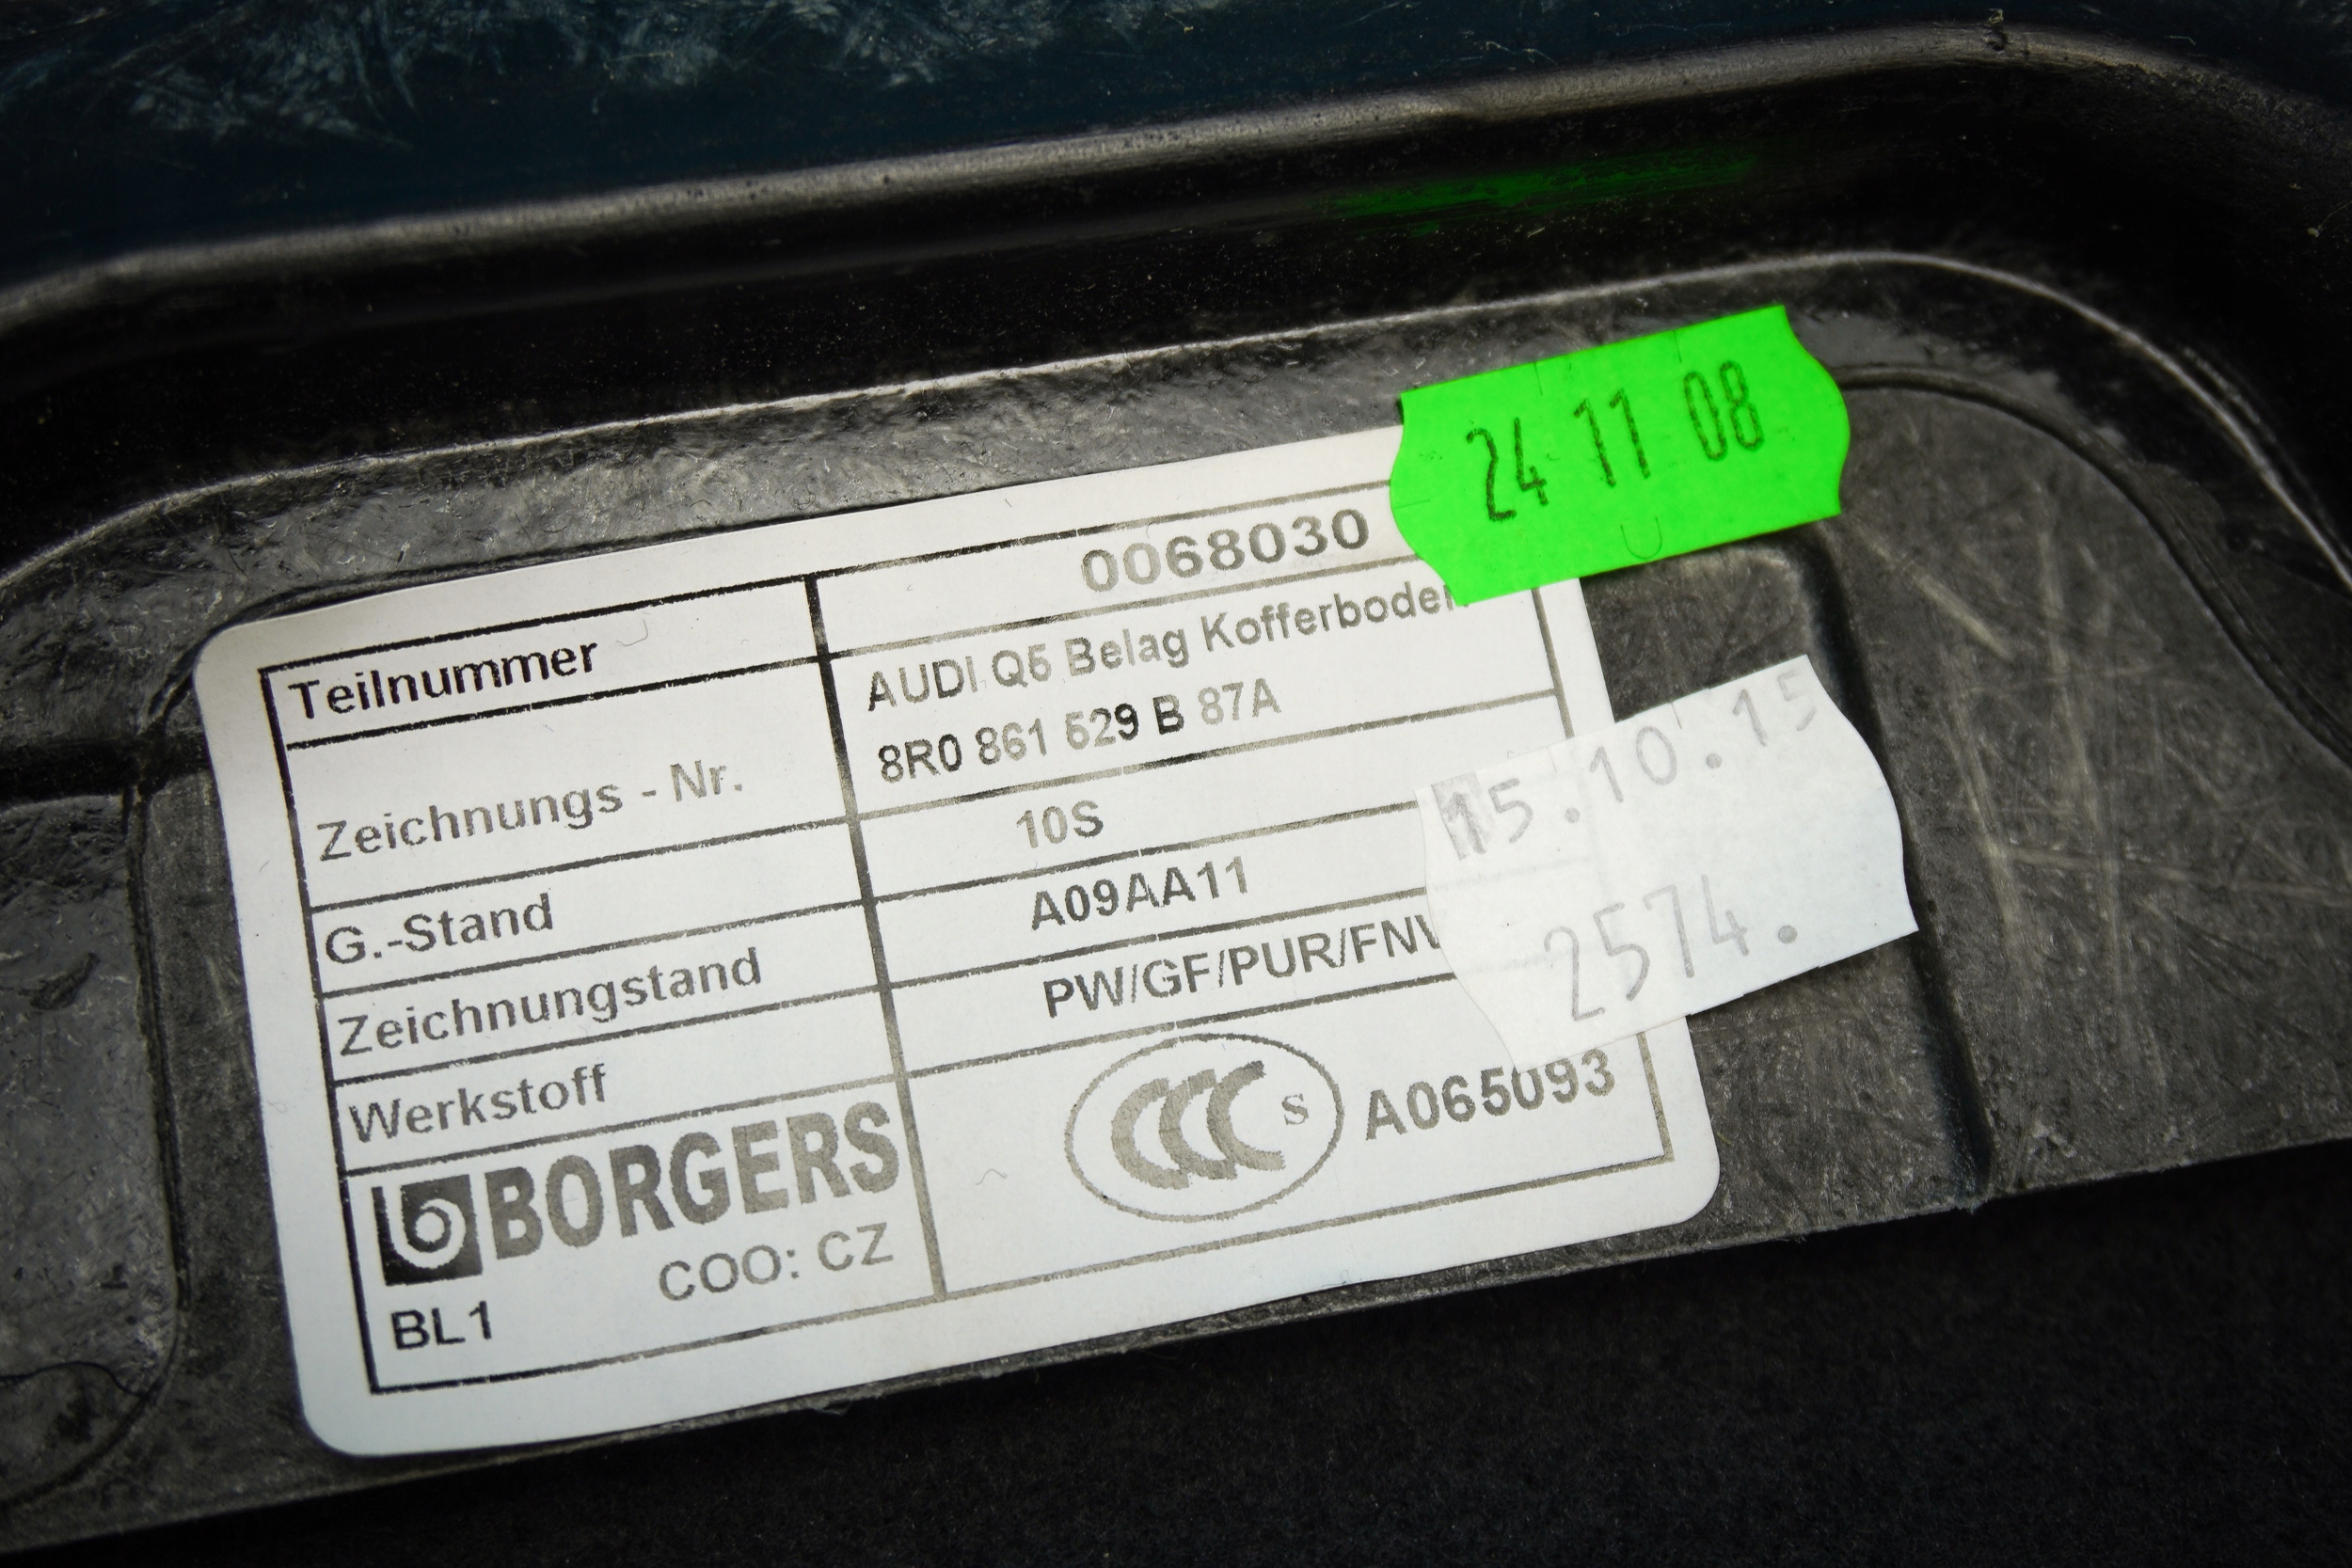 24 11 08
Teilnummer 0068030
Zeichnungs - Nr. AUDI Q5 Belag Kofferboden
8R0 861 529 B 87A
G.-Stand 10S
Zeichnungstand A09AA11
Werkstoff PW/GF/PUR/FNV
15.10.15
2574.
BORGERS
COO: CZ
BL1
CCC S A065093